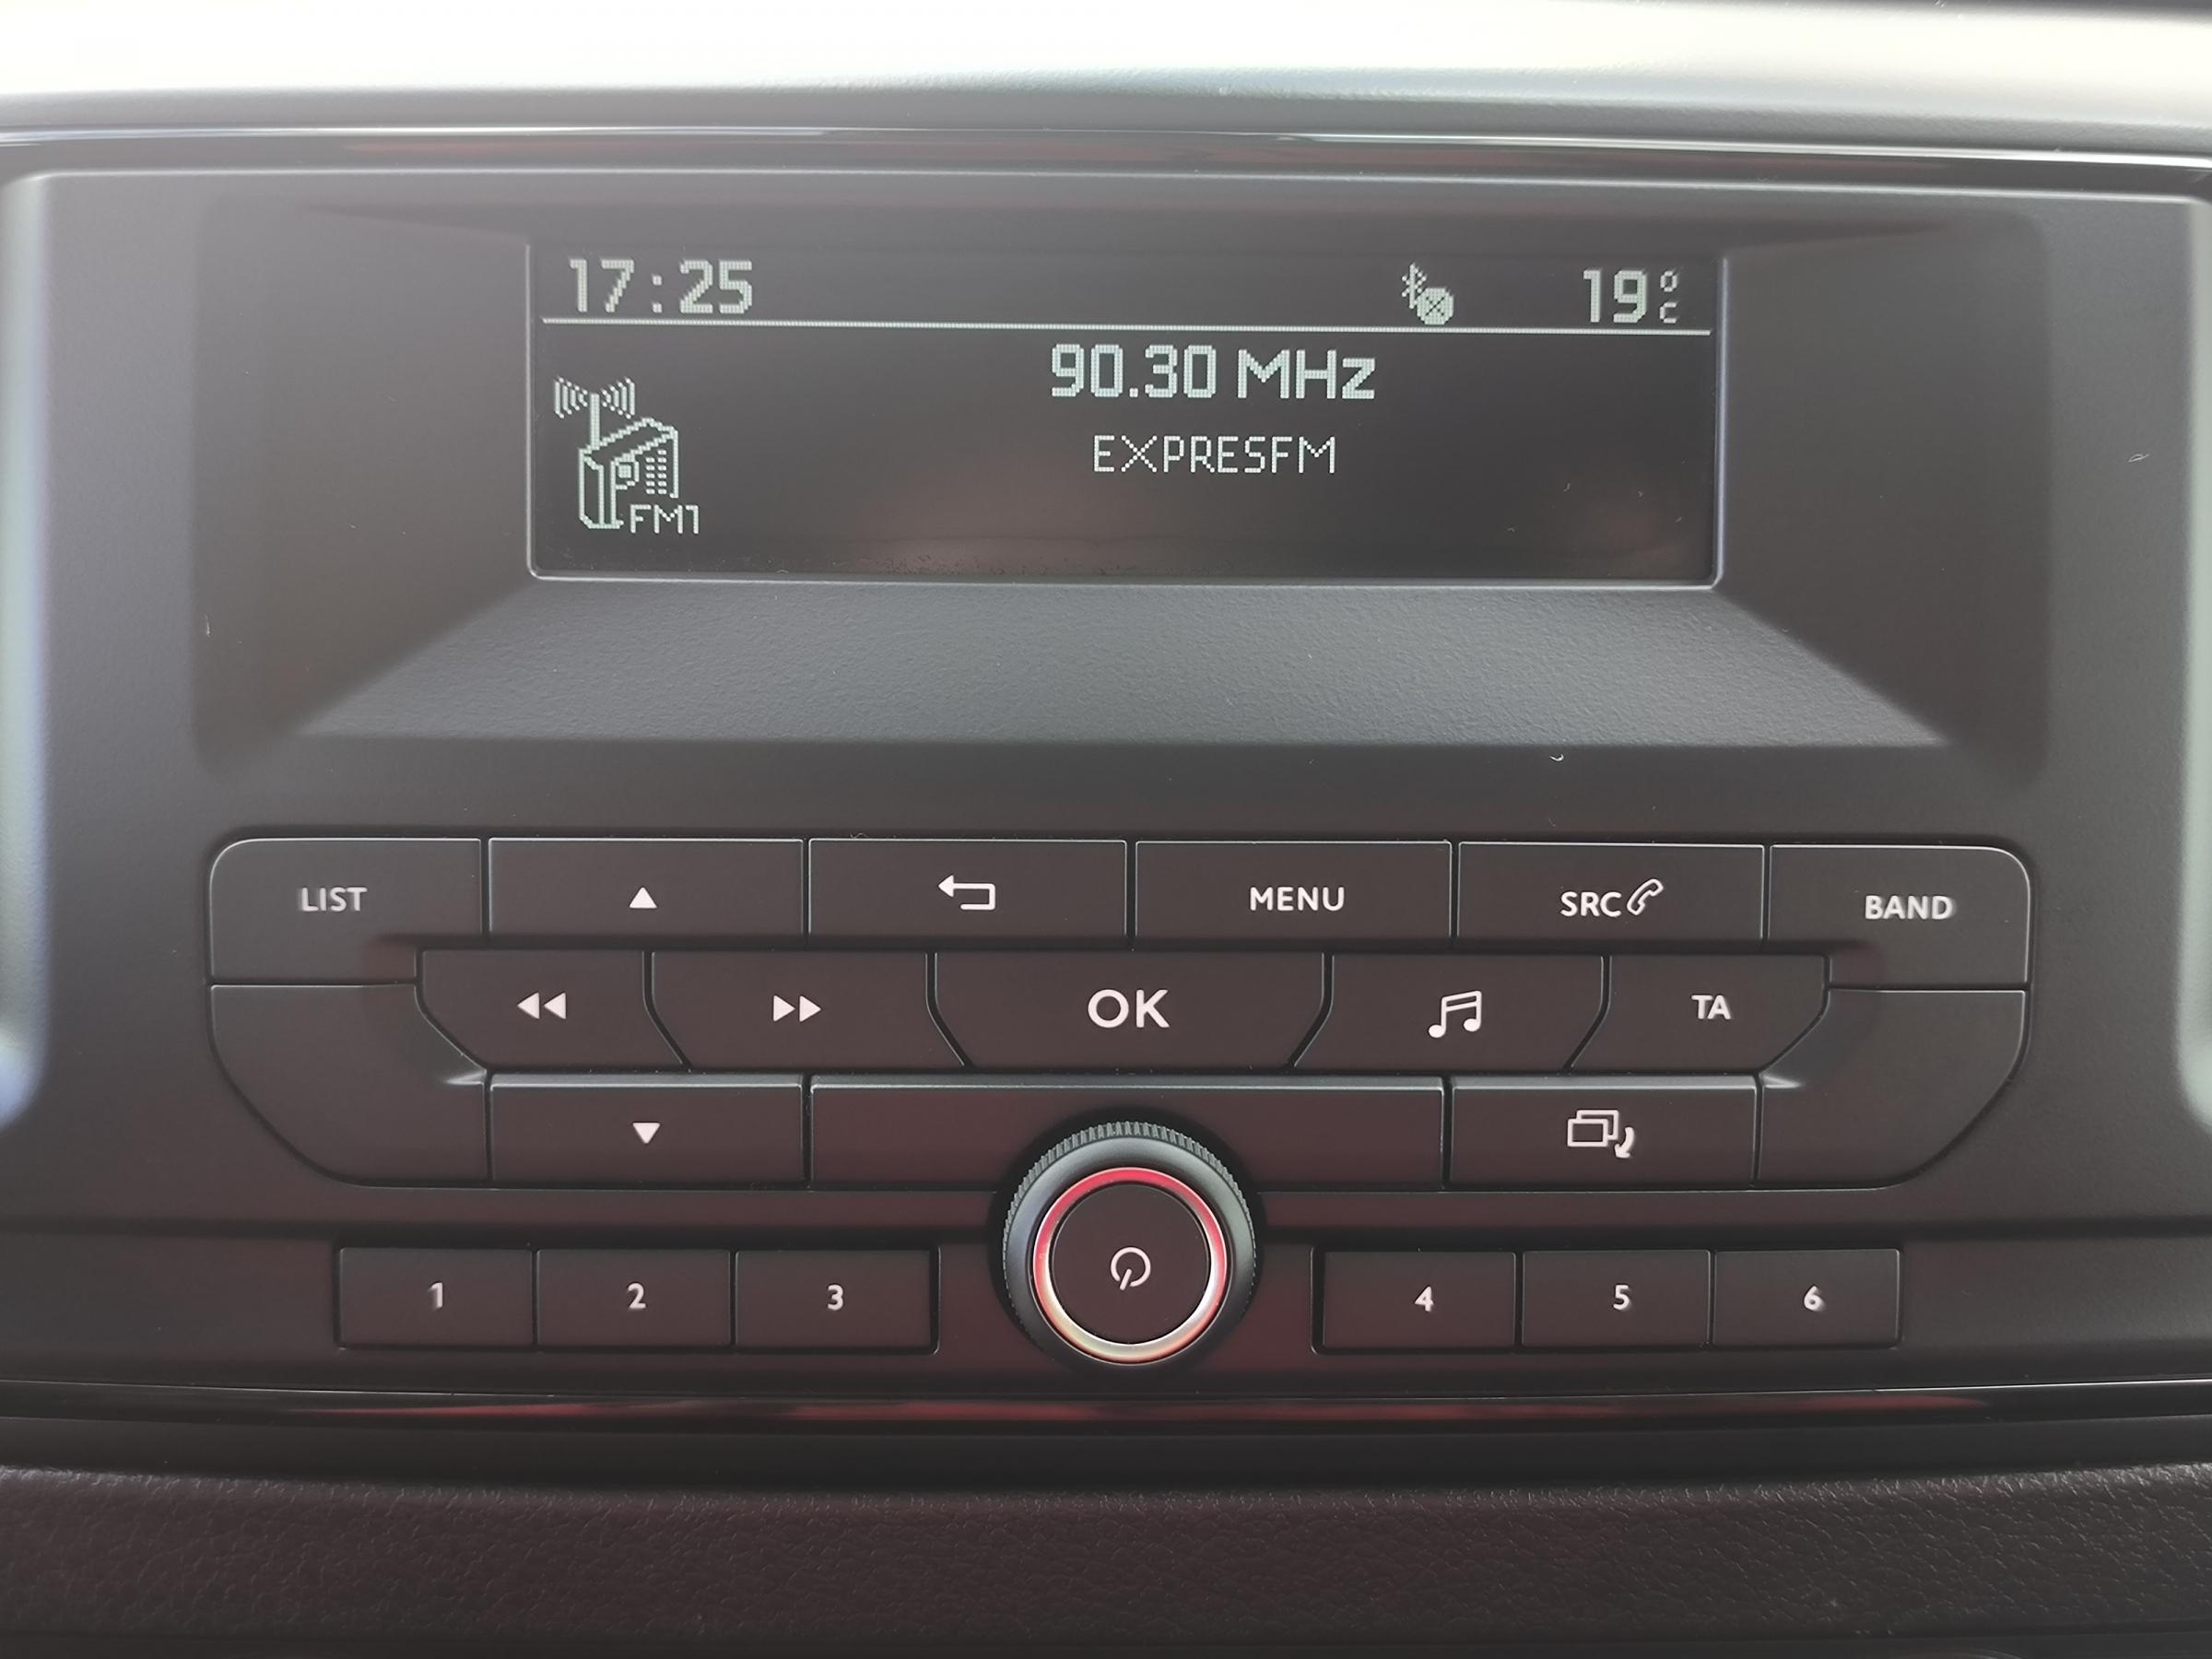 17:25 19°C
90.30 MHz
EXPRESFM
FM1
LIST MENU SRC BAND
OK TA
1 2 3 4 5 6